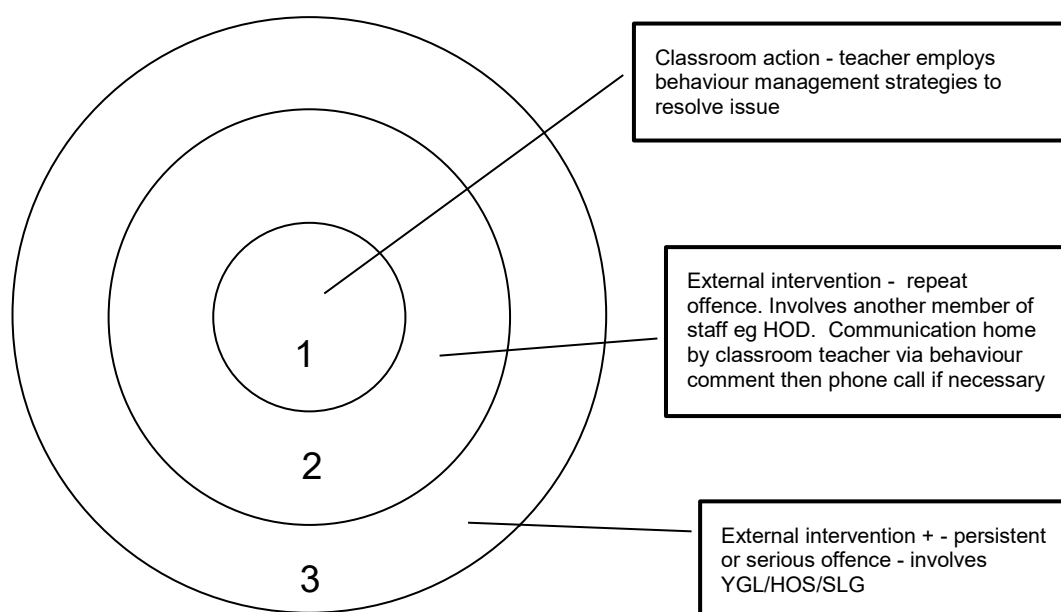 Classroom action - teacher employs
behaviour management strategies to
resolve issue
External intervention -  repeat
offence. Involves another member of
staff eg HOD.  Communication home
by classroom teacher via behaviour
comment then phone call if necessary
1
2
External intervention + - persistent
or serious offence - involves
YGL/HOS/SLG
3